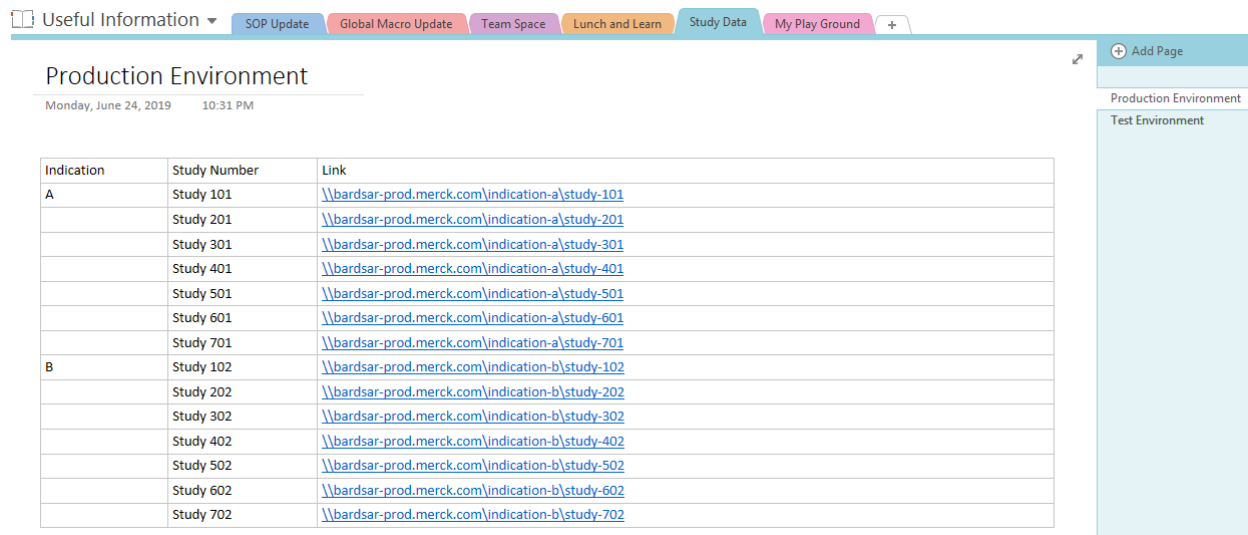 Useful Information
SOP Update
Global Macro Update
Team Space
Lunch and Learn
Study Data
My Play Ground
+
Add Page
Production Environment
Test Environment
Production Environment
Monday, June 24, 2019 10:31 PM
Indication Study Number Link
A Study 101 \\bardsar-prod.merck.com\indication-a\study-101
Study 201 \\bardsar-prod.merck.com\indication-a\study-201
Study 301 \\bardsar-prod.merck.com\indication-a\study-301
Study 401 \\bardsar-prod.merck.com\indication-a\study-401
Study 501 \\bardsar-prod.merck.com\indication-a\study-501
Study 601 \\bardsar-prod.merck.com\indication-a\study-601
Study 701 \\bardsar-prod.merck.com\indication-a\study-701
B Study 102 \\bardsar-prod.merck.com\indication-b\study-102
Study 202 \\bardsar-prod.merck.com\indication-b\study-202
Study 302 \\bardsar-prod.merck.com\indication-b\study-302
Study 402 \\bardsar-prod.merck.com\indication-b\study-402
Study 502 \\bardsar-prod.merck.com\indication-b\study-502
Study 602 \\bardsar-prod.merck.com\indication-b\study-602
Study 702 \\bardsar-prod.merck.com\indication-b\study-702